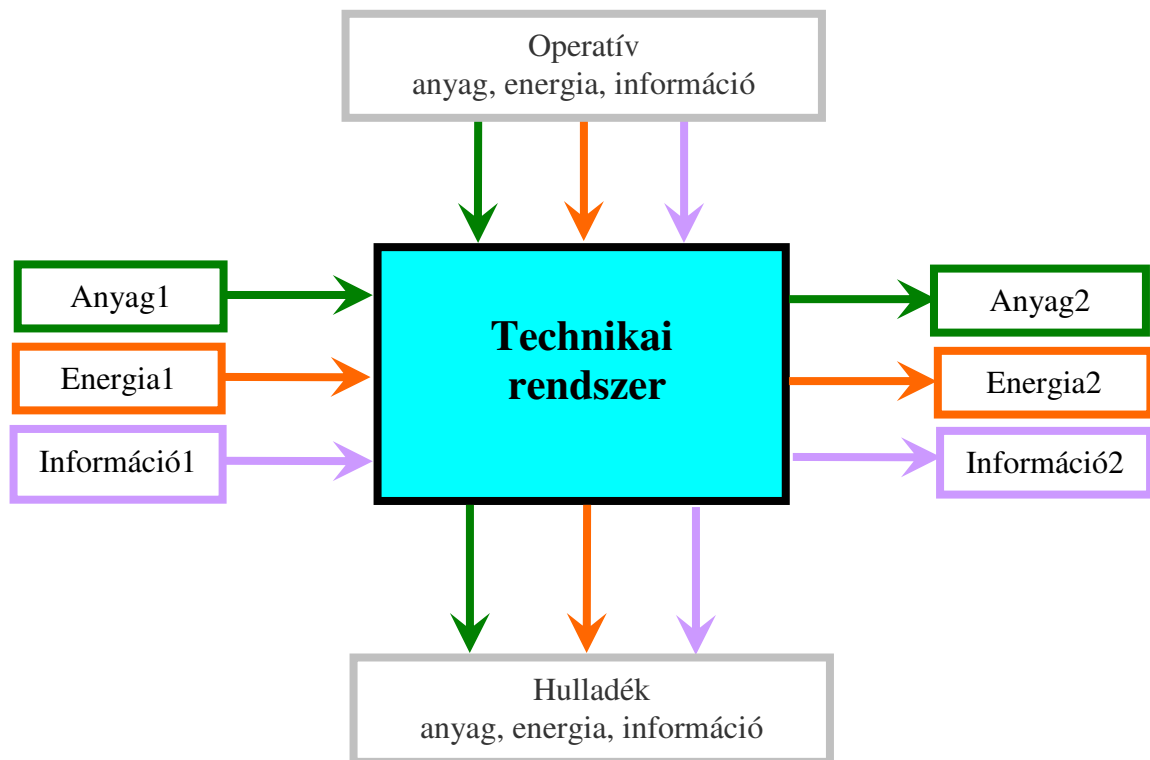 Operatív
anyag, energia, információ
Anyag1
Energia1
Információ1
Technikai
rendszer
Anyag2
Energia2
Információ2
Hulladék
anyag, energia, információ